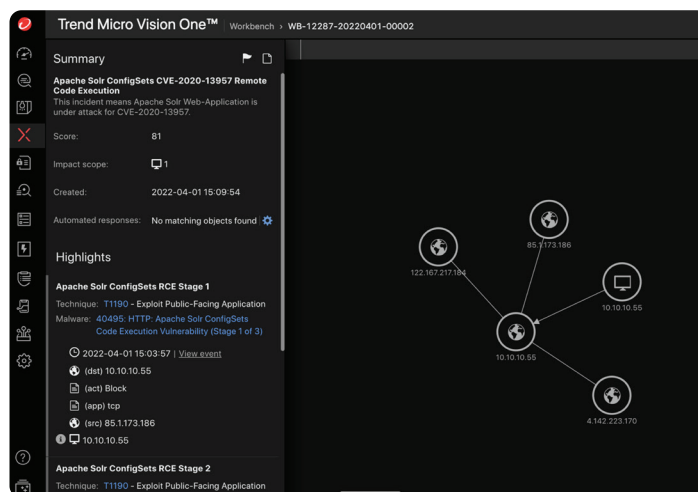 Trend Micro Vision One™ Workbench › WB-12287-20220401-00002
Summary
Apache Solr ConfigSets CVE-2020-13957 Remote
Code Execution
This incident means Apache Solr Web-Application is
under attack for CVE-2020-13957.
Score: 81
Impact scope: 1
Created: 2022-04-01 15:09:54
Automated responses: No matching objects found
Highlights
Apache Solr ConfigSets RCE Stage 1
Technique: T1190 - Exploit Public-Facing Application
Malware: 40495: HTTP: Apache Solr ConfigSets
Code Execution Vulnerability (Stage 1 of 3)
2022-04-01 15:03:57 | View event
(dst) 10.10.10.55
(act) Block
(app) tcp
(src) 85.1.173.186
10.10.10.55
Apache Solr ConfigSets RCE Stage 2
Technique: T1190 - Exploit Public-Facing Application
85.1.173.186
122.167.217.184
10.10.10.55
10.10.10.55
4.142.223.170